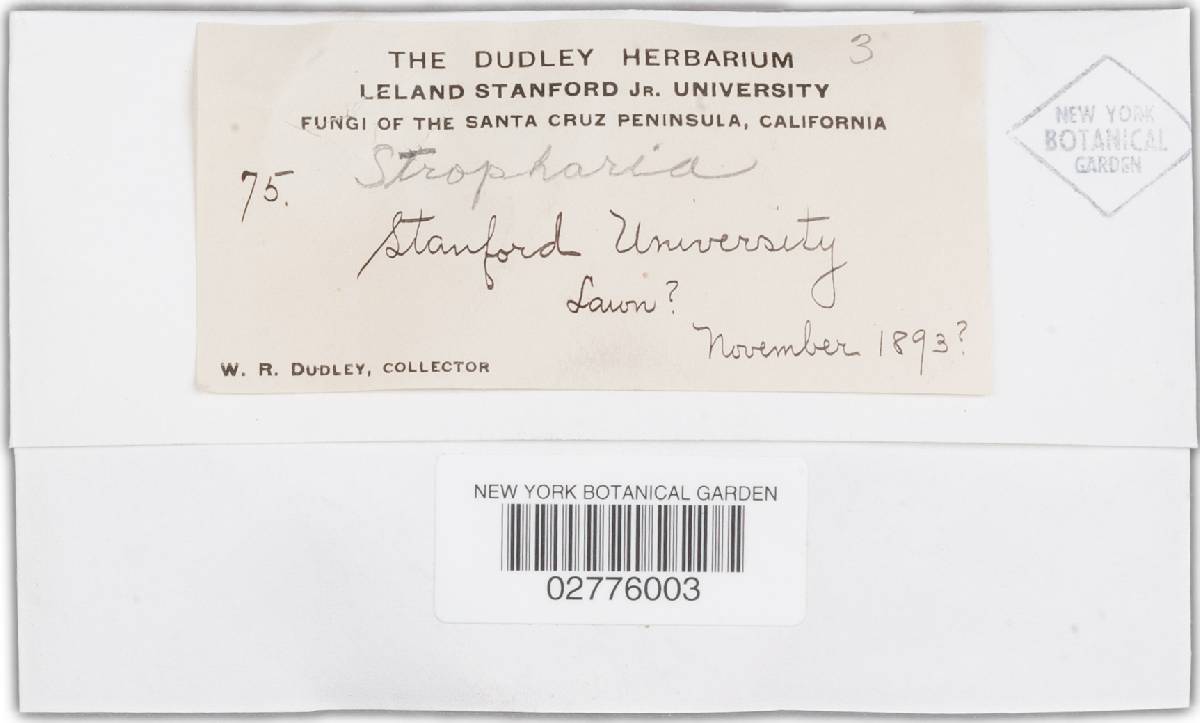 THE DUDLEY HERBARIUM 3
LELAND STANFORD JR. UNIVERSITY
FUNGI OF THE SANTA CRUZ PENINSULA, CALIFORNIA
Stropharia
75.
Stanford University
Lawn?
November 1893?
W. R. DUDLEY, COLLECTOR
NEW YORK
BOTANICAL
GARDEN
NEW YORK BOTANICAL GARDEN
02776003